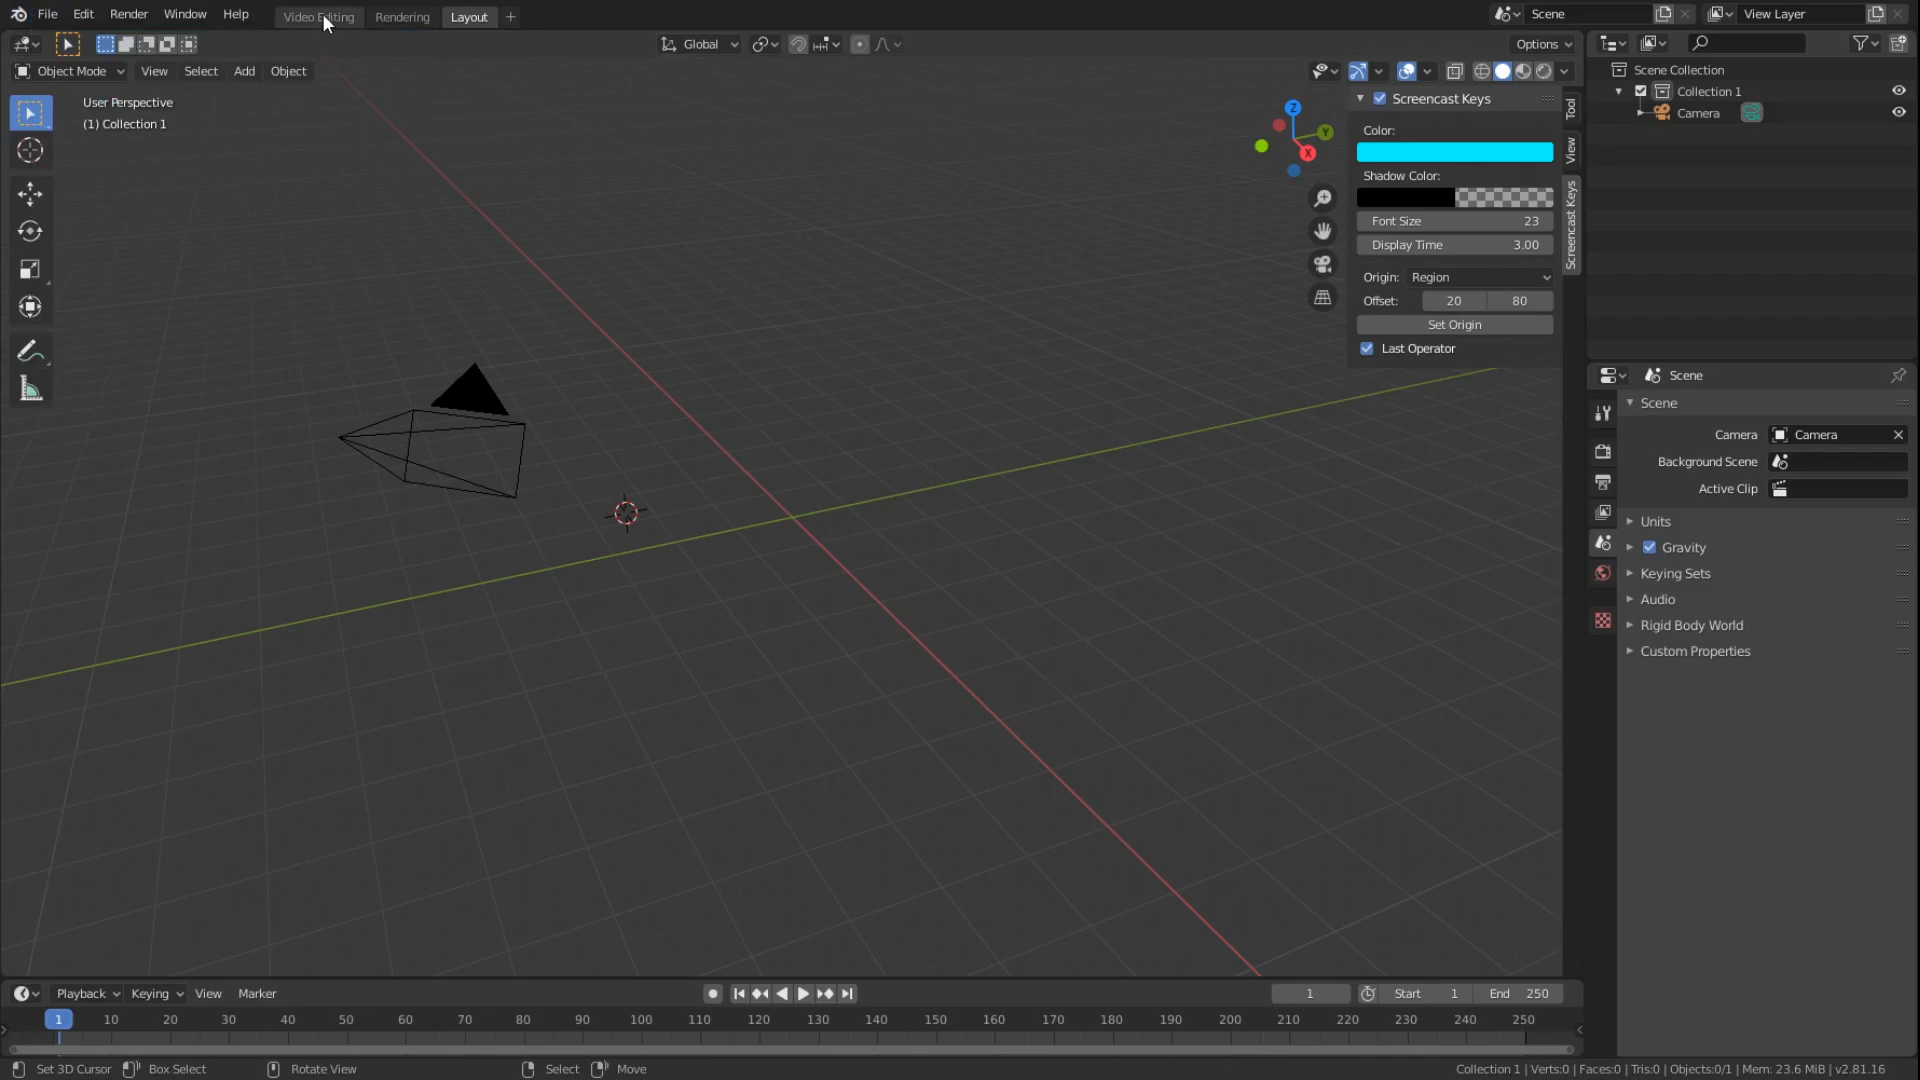 File Edit Render Window Help Video Editing Rendering Layout + Scene View Layer
Global Options
Object Mode View Select Add Object
User Perspective
(1) Collection 1
Z
Y
X
Screencast Keys
Color:
Shadow Color:
Font Size 23
Display Time 3.00
Origin: Region
Offset: 20 80
Set Origin
Last Operator
Tool
View
Screencast Keys
Scene Collection
Collection 1
Camera
Scene
Scene
Camera Camera
Background Scene
Active Clip
Units
Gravity
Keying Sets
Audio
Rigid Body World
Custom Properties
Playback Keying View Marker 1 Start 1 End 250
1 10 20 30 40 50 60 70 80 90 100 110 120 130 140 150 160 170 180 190 200 210 220 230 240 250
Set 3D Cursor Box Select Rotate View Select Move Collection 1 | Verts:0 | Faces:0 | Tris:0 | Objects:0/1 | Mem: 23.6 MiB | v2.81.16